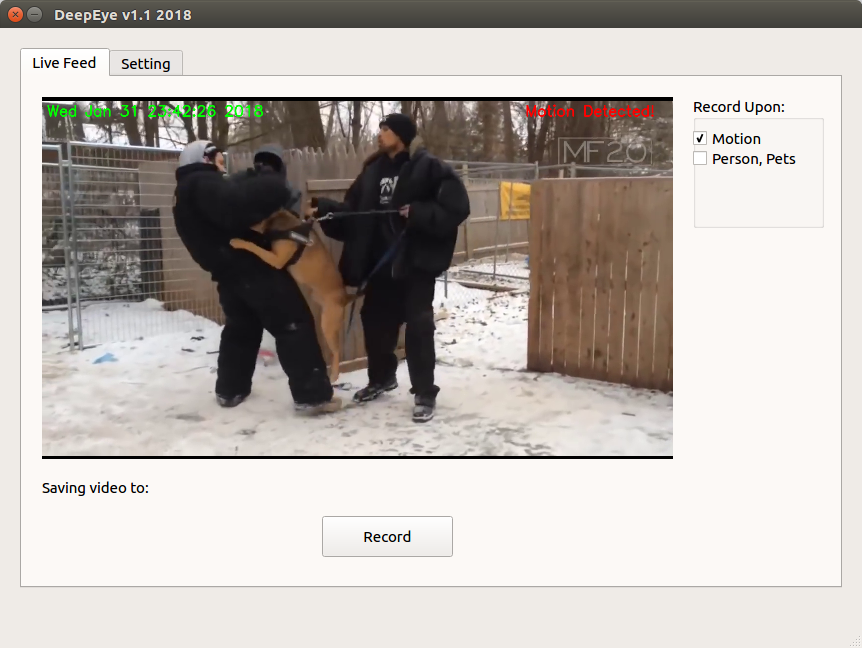 DeepEye v1.1 2018
Live Feed
Setting
Wed Jan 31 23:42:26 2018
Motion Detected!
MF20
Record Upon:
Motion
Person, Pets
Saving video to:
Record